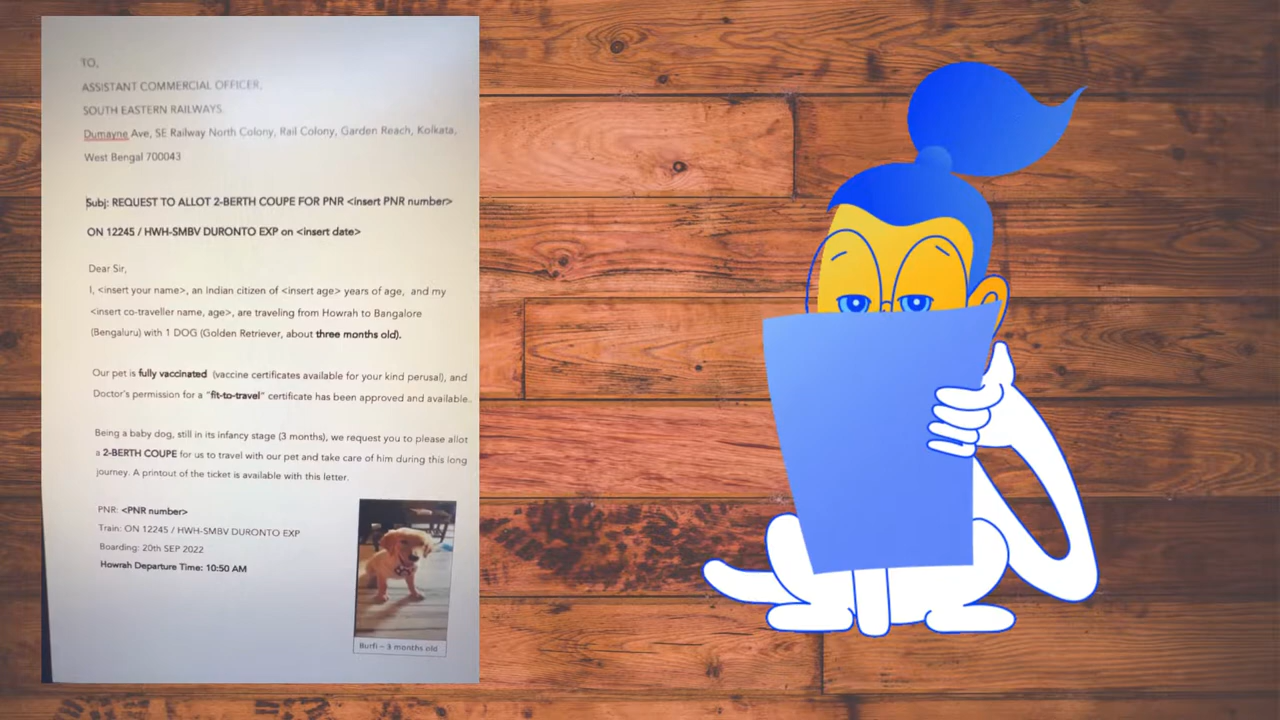 TO,
ASSISTANT COMMERCIAL OFFICER,
SOUTH EASTERN RAILWAYS.
Dumayne Ave, SE Railway North Colony, Rail Colony, Garden Reach, Kolkata,
West Bengal 700043
Subj: REQUEST TO ALLOT 2-BERTH COUPE FOR PNR <insert PNR number>
ON 12245 / HWH-SMBV DURONTO EXP on <insert date>
Dear Sir,
I, <insert your name>, an Indian citizen of <insert age> years of age, and my
<insert co-traveller name, age>, are traveling from Howrah to Bangalore
(Bengaluru) with 1 DOG (Golden Retriever, about three months old).
Our pet is fully vaccinated (vaccine certificates available for your kind perusal), and
Doctor's permission for a "fit-to-travel" certificate has been approved and available.
Being a baby dog, still in its infancy stage (3 months), we request you to please allot
a 2-BERTH COUPE for us to travel with our pet and take care of him during this long
journey. A printout of the ticket is available with this letter.
PNR: <PNR number>
Train: ON 12245 / HWH-SMBV DURONTO EXP
Boarding: 20th SEP 2022
Howrah Departure Time: 10:50 AM
Burfi – 3 months old